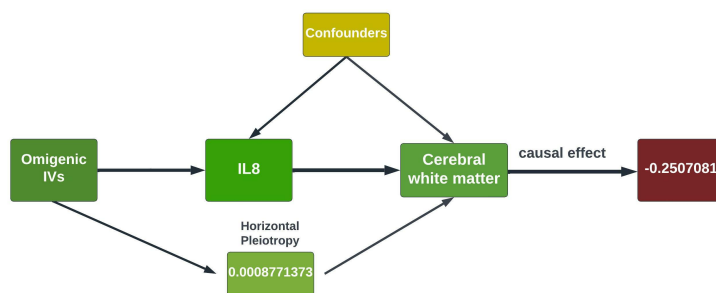 Confounders
Omigenic
IVs
IL8
Cerebral
white matter
causal effect
-0.2507081
Horizontal
Pleiotropy
0.0008771373